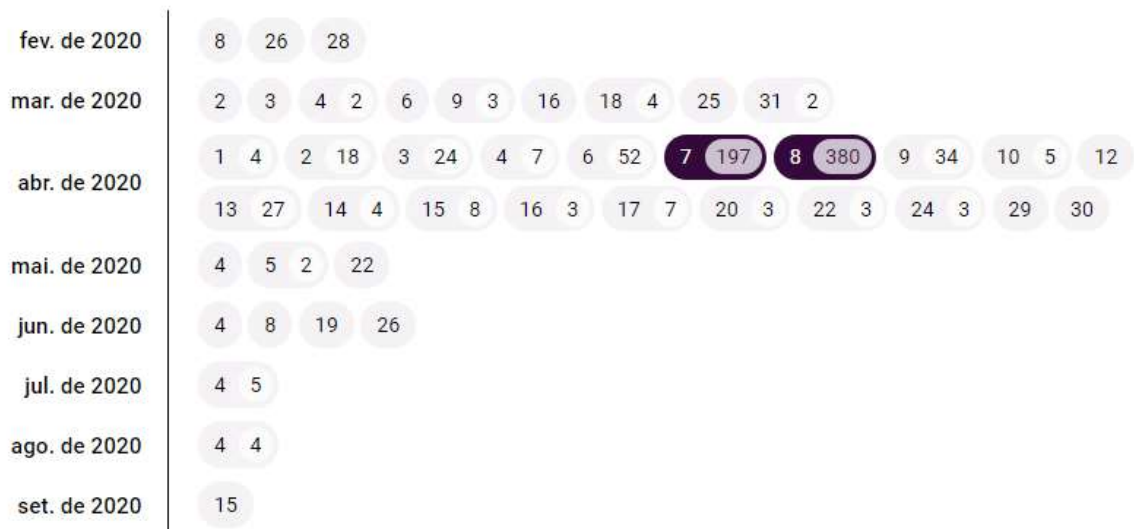 fev. de 2020 8 26 28
mar. de 2020 2 3 4 2 6 9 3 16 18 4 25 31 2
abr. de 2020 1 4 2 18 3 24 4 7 6 52 7 197 8 380 9 34 10 5 12
13 27 14 4 15 8 16 3 17 7 20 3 22 3 24 3 29 30
mai. de 2020 4 5 2 22
jun. de 2020 4 8 19 26
jul. de 2020 4 5
ago. de 2020 4 4
set. de 2020 15